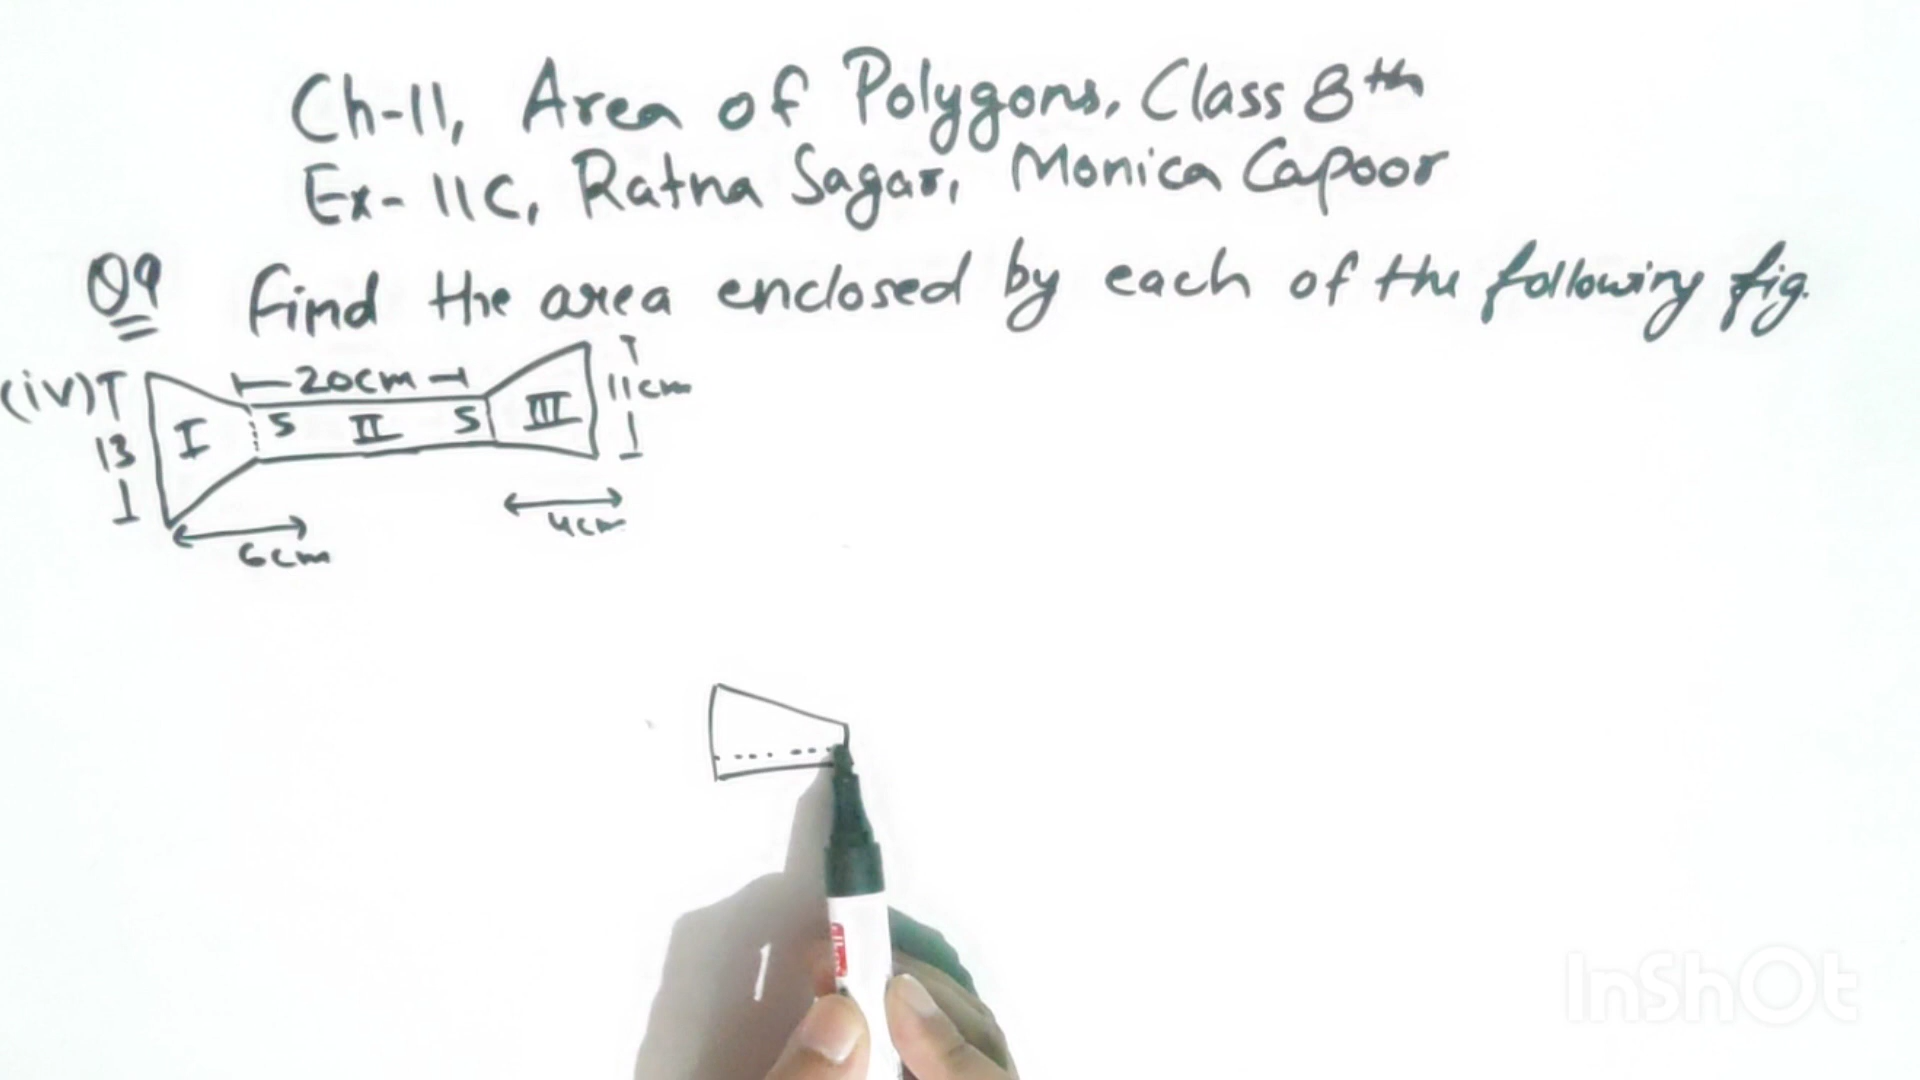 Ch-11, Area of Polygons, Class 8th
Ex- 11C, Ratna Sagar, Monica Capoor
Q9 Find the area enclosed by each of the following fig.
(iv) 20cm
13 I 5 II 5 III 11cm
6cm 4cm
InShOt